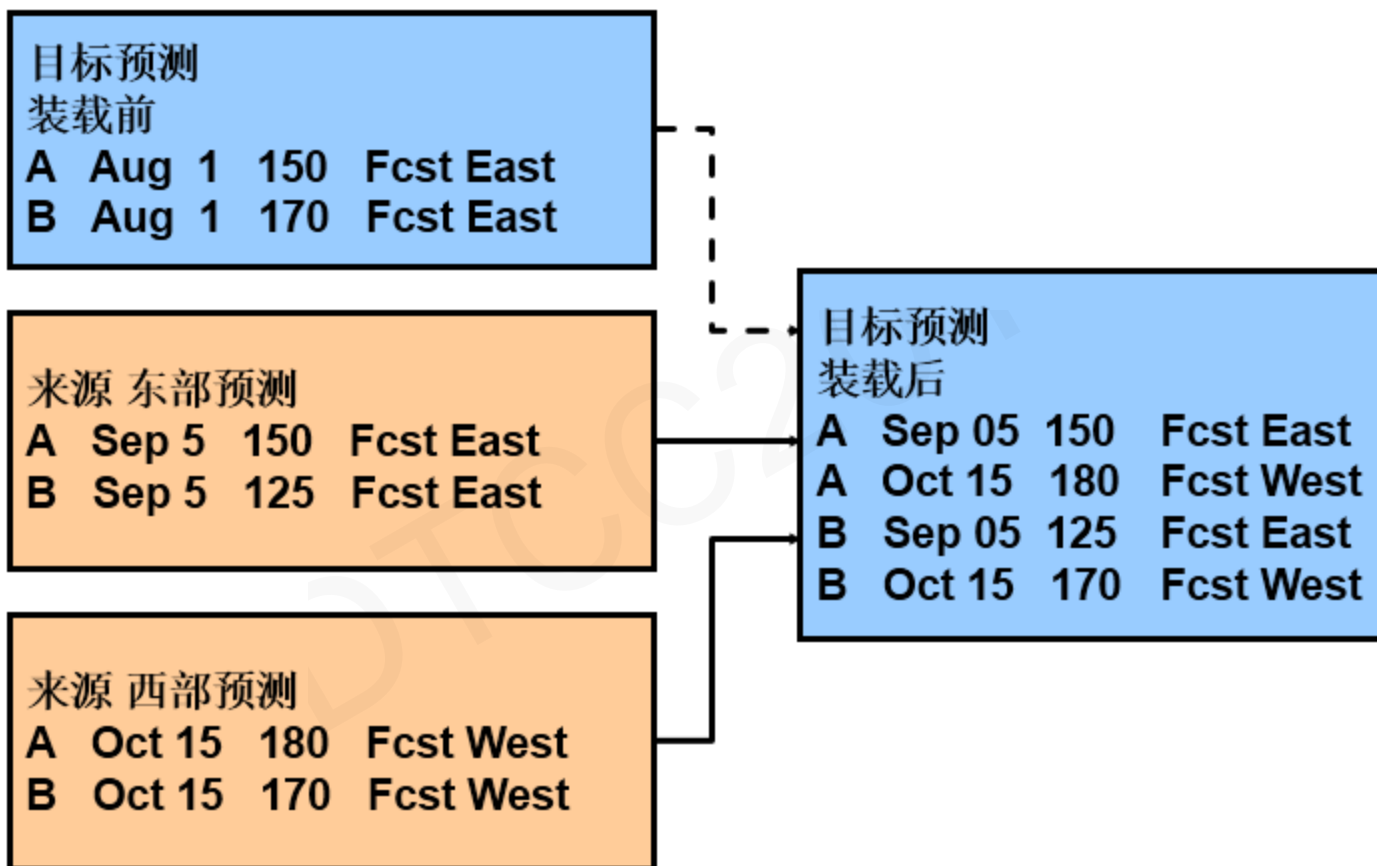 目标预测
装载前
A Aug 1 150 Fcst East
B Aug 1 170 Fcst East
来源 东部预测
A Sep 5 150 Fcst East
B Sep 5 125 Fcst East
来源 西部预测
A Oct 15 180 Fcst West
B Oct 15 170 Fcst West
目标预测
装载后
A Sep 05 150 Fcst East
A Oct 15 180 Fcst West
B Sep 05 125 Fcst East
B Oct 15 170 Fcst West